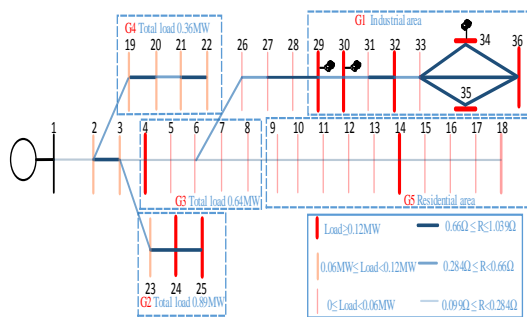 G4 Total load 0.36MW
G1 Industrial area
19 20 21 22 26 27 28 29 30 31 32 33 34 36
35
1 2 3 4 5 6 7 8 9 10 11 12 13 14 15 16 17 18
G3 Total load 0.64MW
G5 Residential area
23 24 25
G2 Total load 0.89MW
Load≥0.12MW 0.66Ω ≤ R≤1.039Ω
0.06MW≤ Load<0.12MW 0.284Ω ≤ R<0.66Ω
0≤ Load<0.06MW 0.099Ω ≤ R<0.284Ω